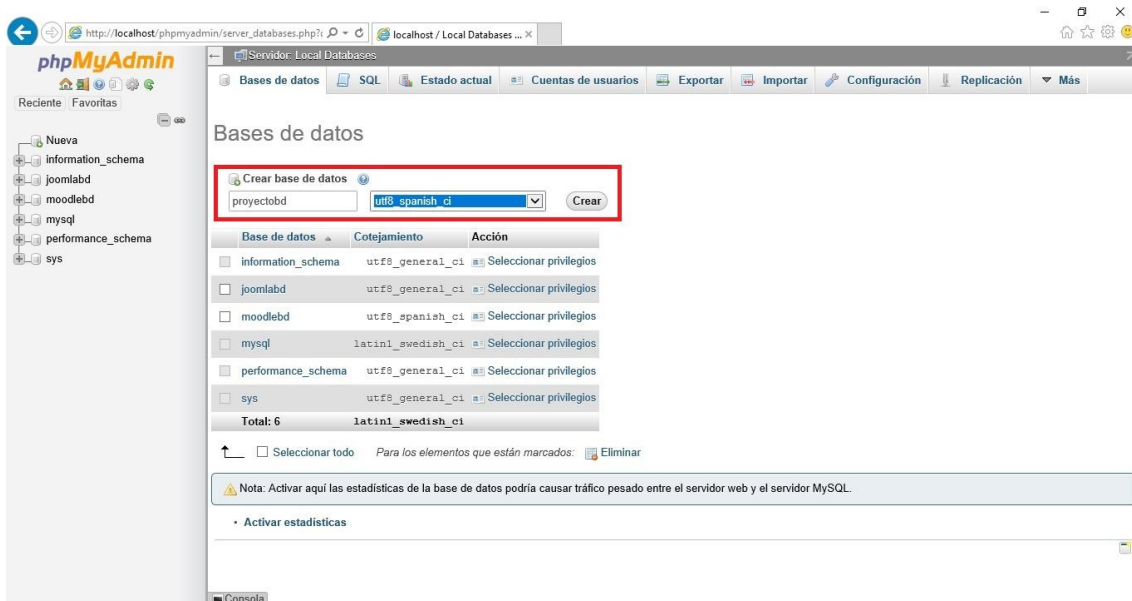 http://localhost/phpmyadmin/server_databases.php?
localhost / Local Databases ...
phpMyAdmin
Reciente Favoritas
Nueva
information_schema
joomlabd
moodlebd
mysql
performance_schema
sys
Servidor: Local Databases
Bases de datos SQL Estado actual Cuentas de usuarios Exportar Importar Configuración Replicación Más
Bases de datos
Crear base de datos
proyectobd utf8_spanish_ci Crear
Base de datos Cotejamiento Acción
information_schema utf8_general_ci Seleccionar privilegios
joomlabd utf8_general_ci Seleccionar privilegios
moodlebd utf8_spanish_ci Seleccionar privilegios
mysql latin1_swedish_ci Seleccionar privilegios
performance_schema utf8_general_ci Seleccionar privilegios
sys utf8_general_ci Seleccionar privilegios
Total: 6 latin1_swedish_ci
Seleccionar todo Para los elementos que están marcados: Eliminar
Nota: Activar aquí las estadísticas de la base de datos podría causar tráfico pesado entre el servidor web y el servidor MySQL.
Activar estadísticas
Consola